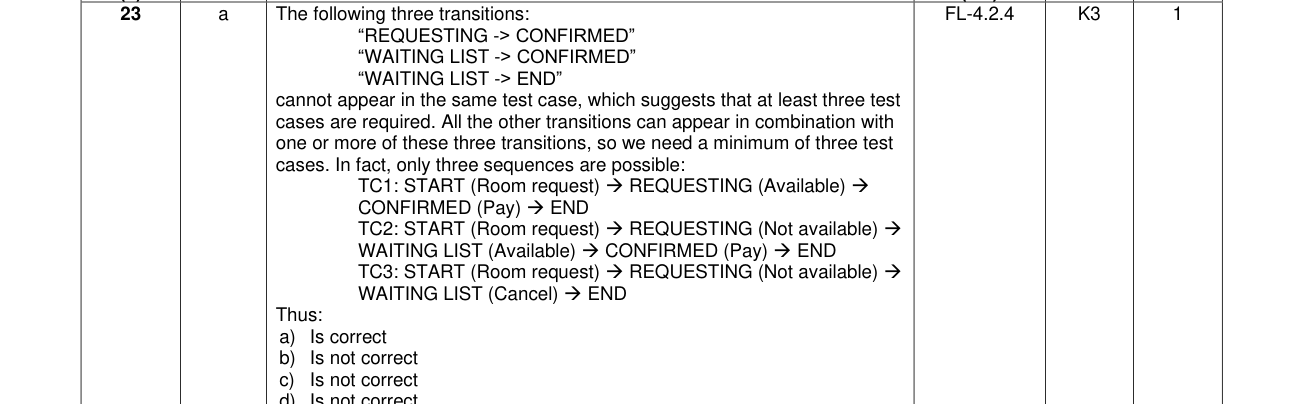 23 a The following three transitions: FL-4.2.4 K3 1
“REQUESTING -> CONFIRMED”
“WAITING LIST -> CONFIRMED”
“WAITING LIST -> END”
cannot appear in the same test case, which suggests that at least three test
cases are required. All the other transitions can appear in combination with
one or more of these three transitions, so we need a minimum of three test
cases. In fact, only three sequences are possible:
TC1: START (Room request) → REQUESTING (Available) →
CONFIRMED (Pay) → END
TC2: START (Room request) → REQUESTING (Not available) →
WAITING LIST (Available) → CONFIRMED (Pay) → END
TC3: START (Room request) → REQUESTING (Not available) →
WAITING LIST (Cancel) → END
Thus:
a) Is correct
b) Is not correct
c) Is not correct
d) Is not correct